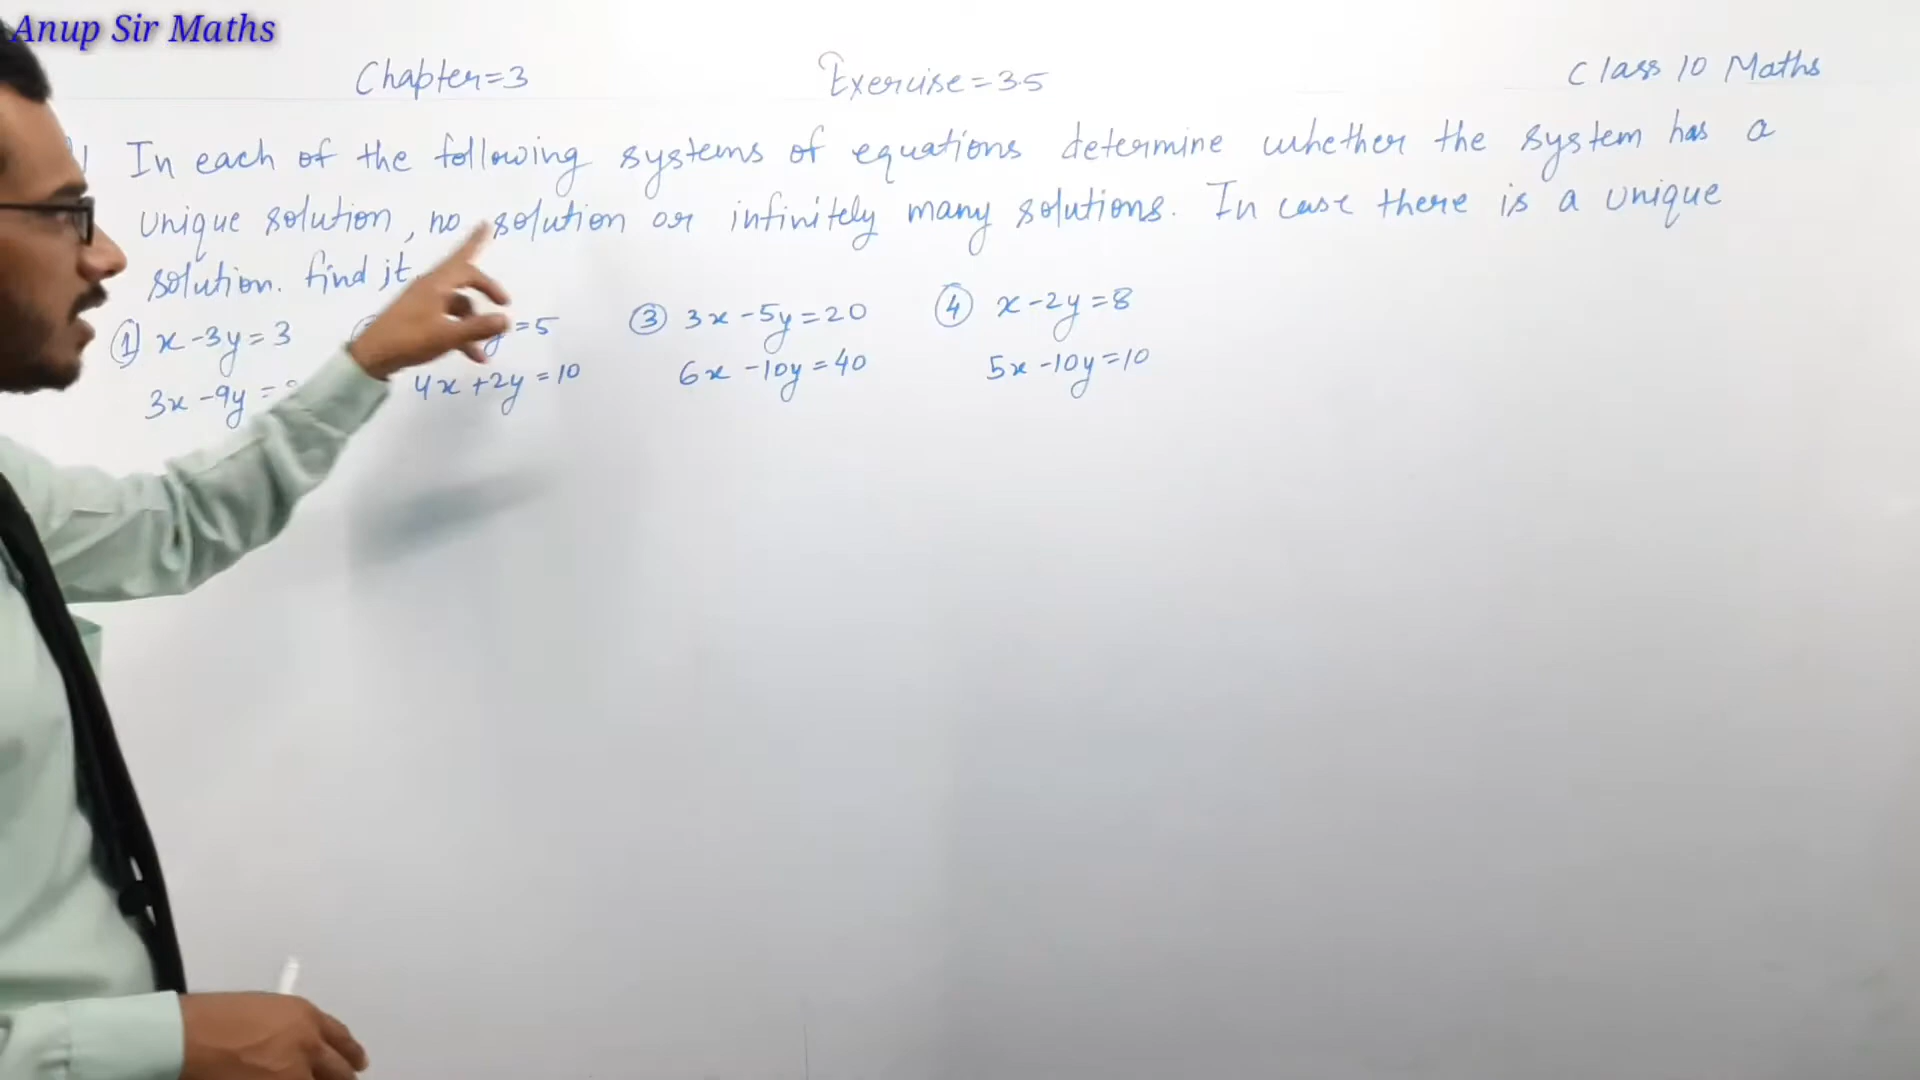 Anup Sir Maths
Chapter=3 Exercise=3.5 Class 10 Maths
In each of the following systems of equations determine whether the system has a
unique solution, no solution or infinitely many solutions. In case there is a unique
solution. find it.
① x-3y=3 y=5 ③ 3x-5y=20 ④ x-2y=8
3x-9y= 4x+2y=10 6x-10y=40 5x-10y=10